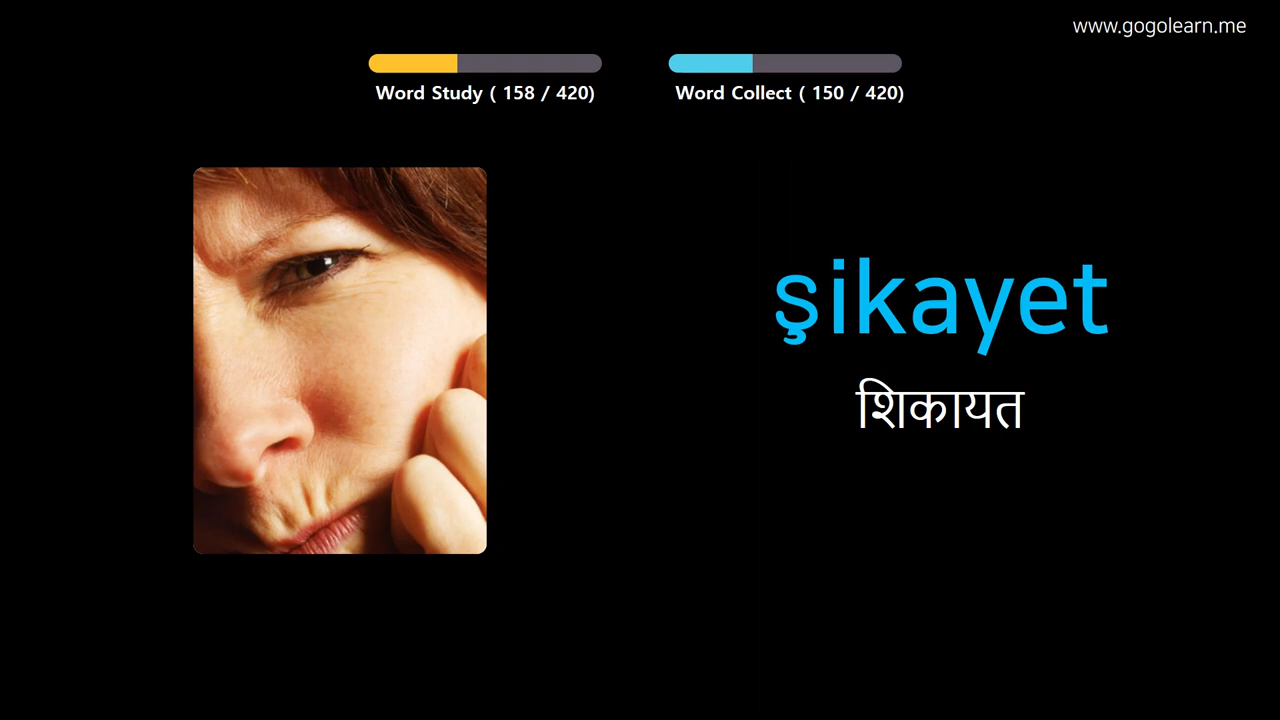 www.gogolearn.me
Word Study ( 158 / 420)
Word Collect ( 150 / 420)
şikayet
शिकायत